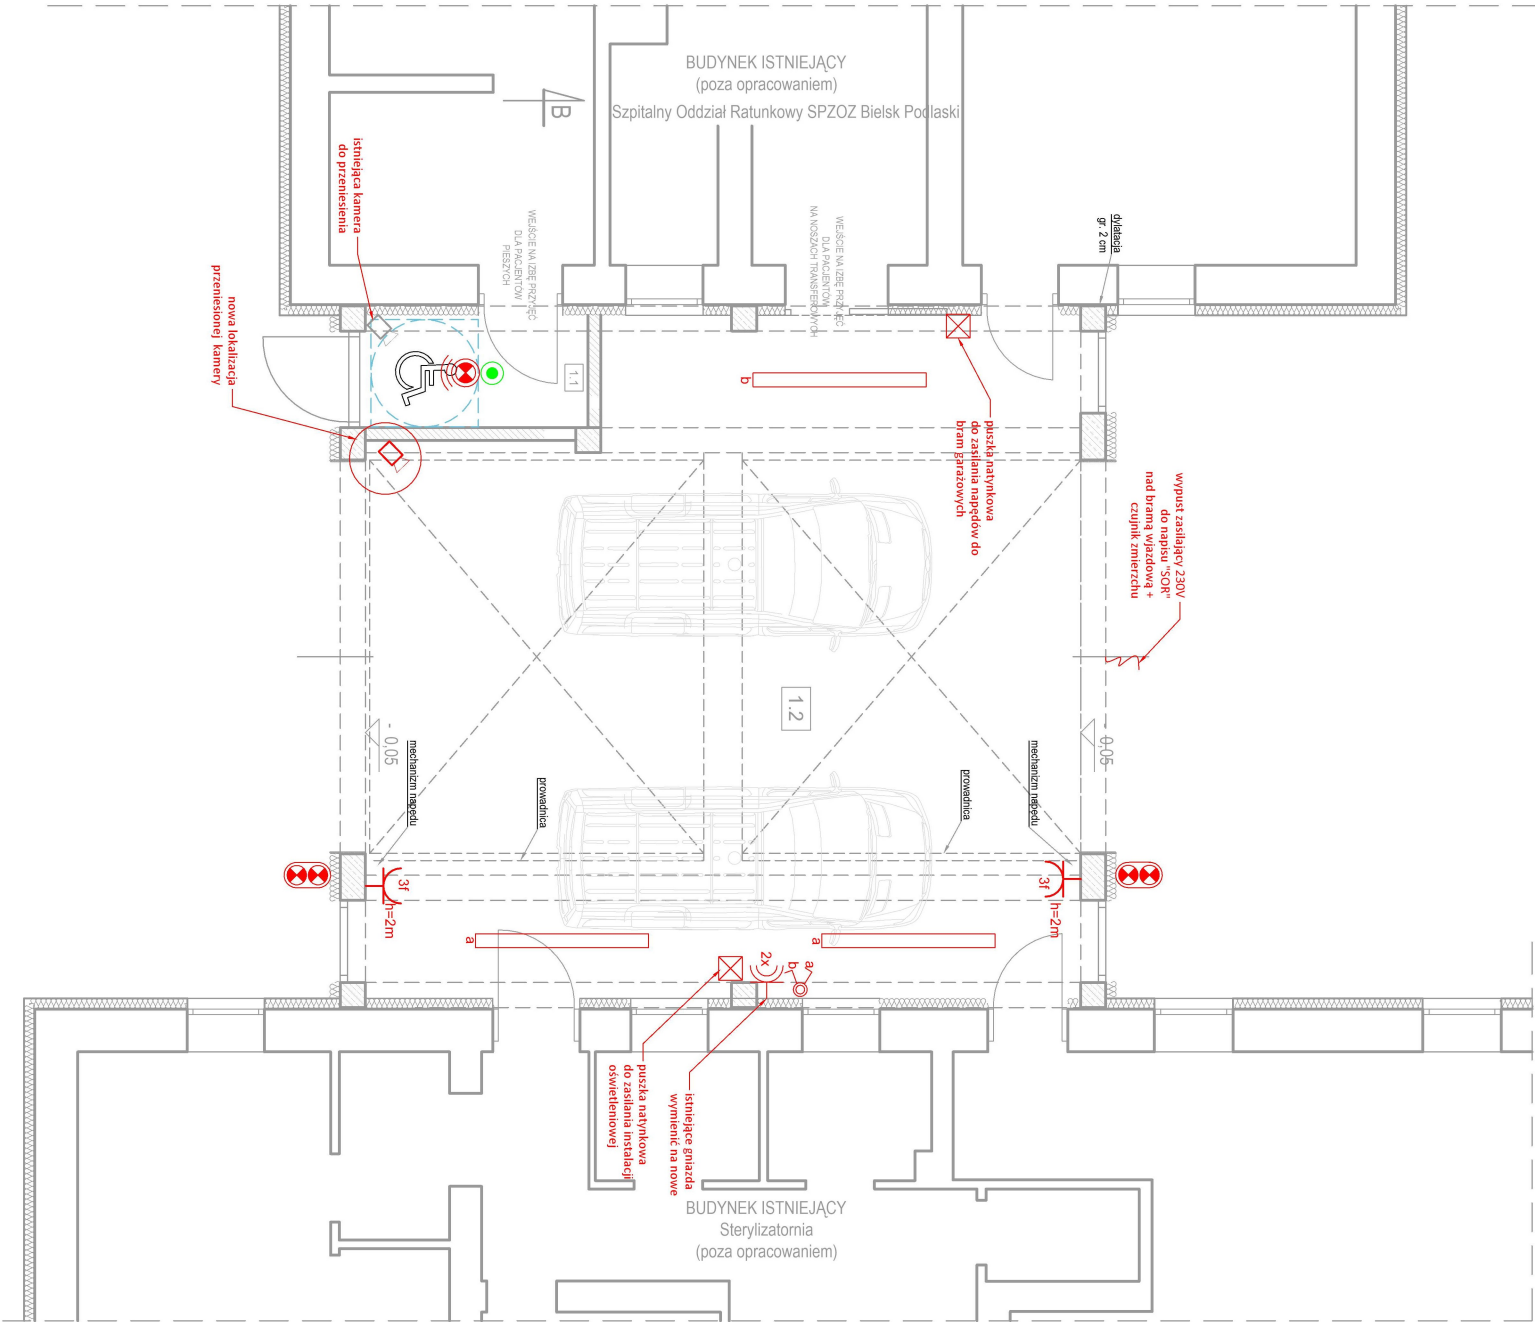 BUDYNEK ISTNIEJĄCY
(poza opracowaniem)
Szpitalny Oddział Ratunkowy SPZOZ Bielsk Podlaski
B
istniejąca kamera
do przeniesienia
WEJŚCIE NA IZBĘ PRZYJĘĆ
DLA PACJENTÓW
PIESZYCH
WEJŚCIE NA IZBĘ PRZYJĘĆ
DLA PACJENTÓW
NA NOSZACH TRANSFEROWYCH
dylatacja
gr. 2 cm
nowa lokalizacja
przeniesionej kamery
1.1
b
puszka natynkowa
do zasilania napędów do
bram garażowych
wypust zasilający 230V
do napisu "SOR"
nad bramą wjazdową +
czujnik zmierzchu
1.2
- 0,05
- 0,05
mechanizm napędu
prowadnica
prowadnica
mechanizm napędu
3f
h=2m
3f
h=2m
a
a
2x
b
a
puszka natynkowa
do zasilania instalacji
oświetleniowej
istniejące gniazda
wymienić na nowe
BUDYNEK ISTNIEJĄCY
Sterylizatornia
(poza opracowaniem)